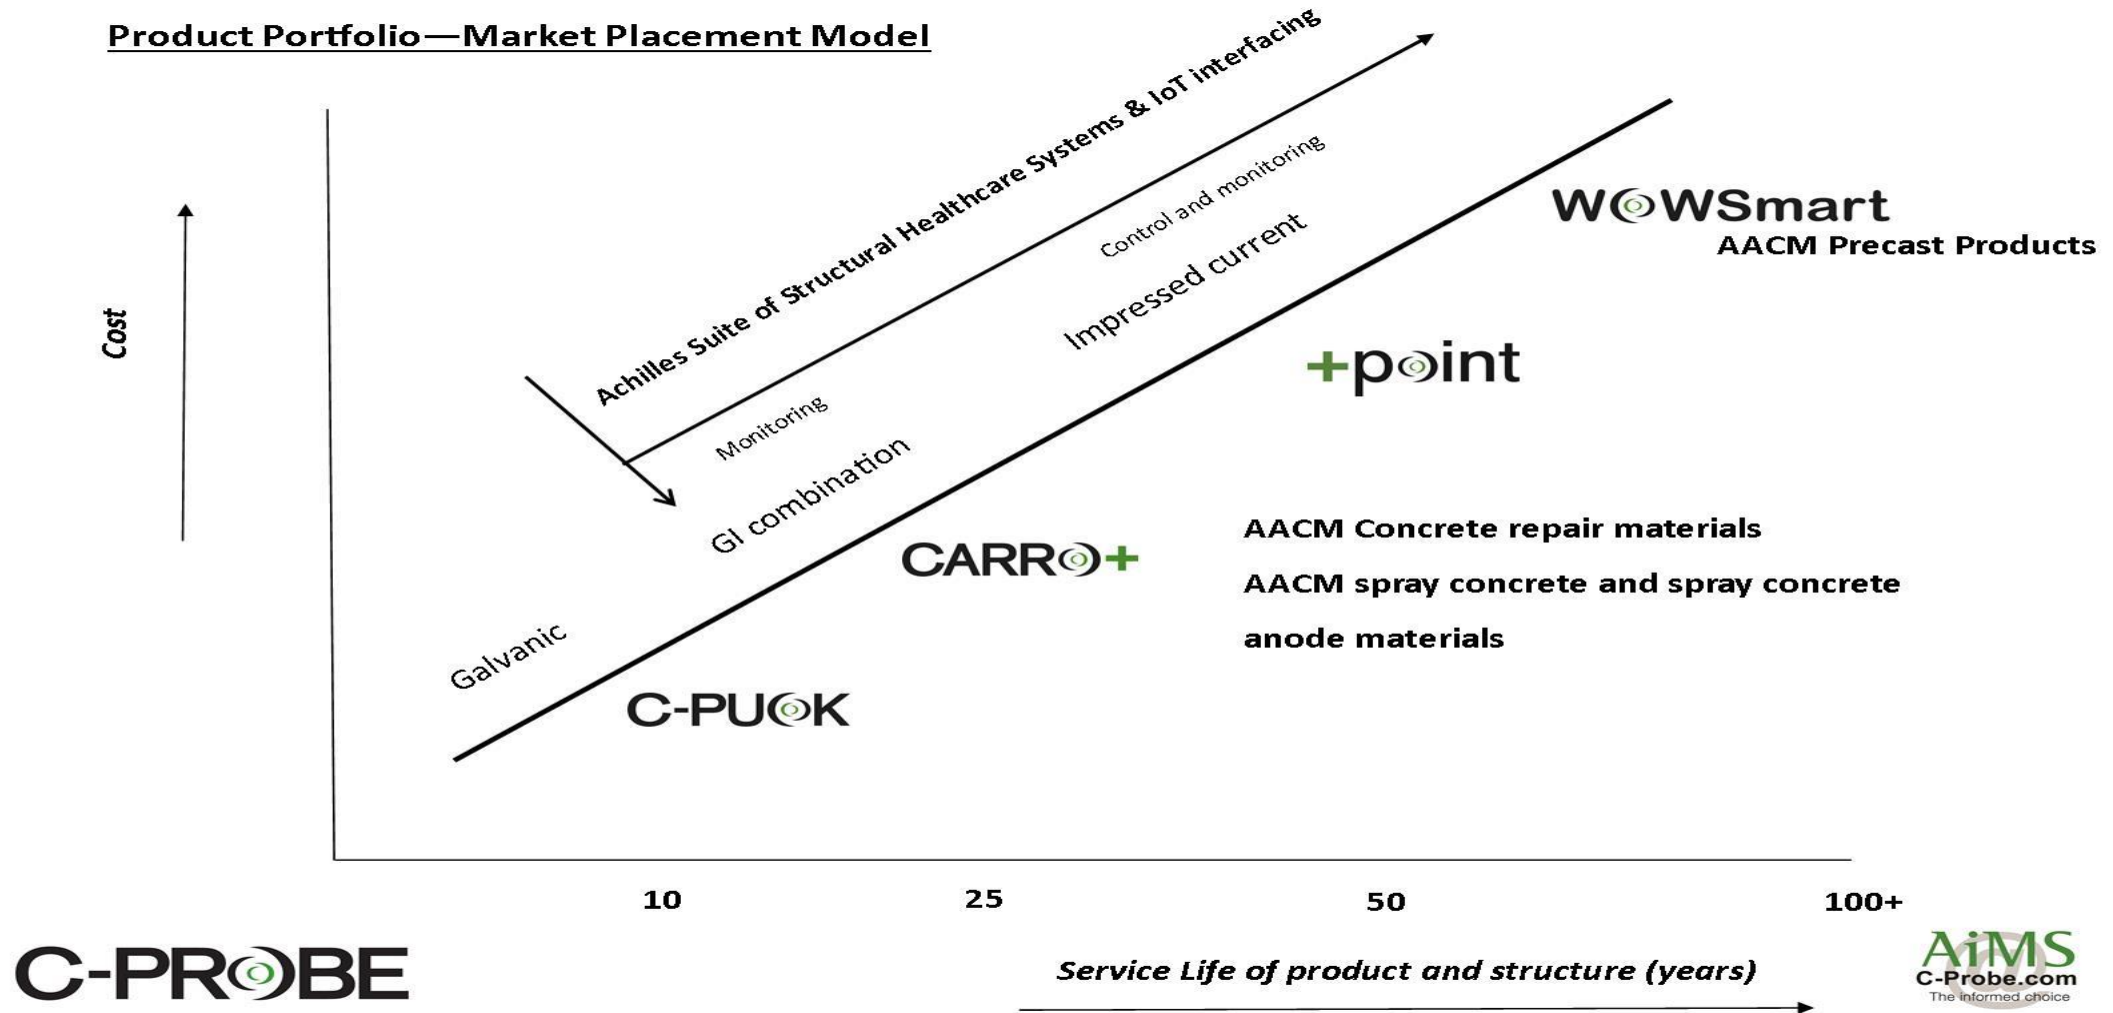 Product Portfolio—Market Placement Model
Cost
Achilles Suite of Structural Healthcare Systems & IoT interfacing
Monitoring
Control and monitoring
Galvanic
GI combination
Impressed current
WOWSmart
AACM Precast Products
+point
CARRO+
C-PUCK
AACM Concrete repair materials
AACM spray concrete and spray concrete
anode materials
10
25
50
100+
Service Life of product and structure (years)
C-PROBE
@
AiMS
C-Probe.com
The informed choice